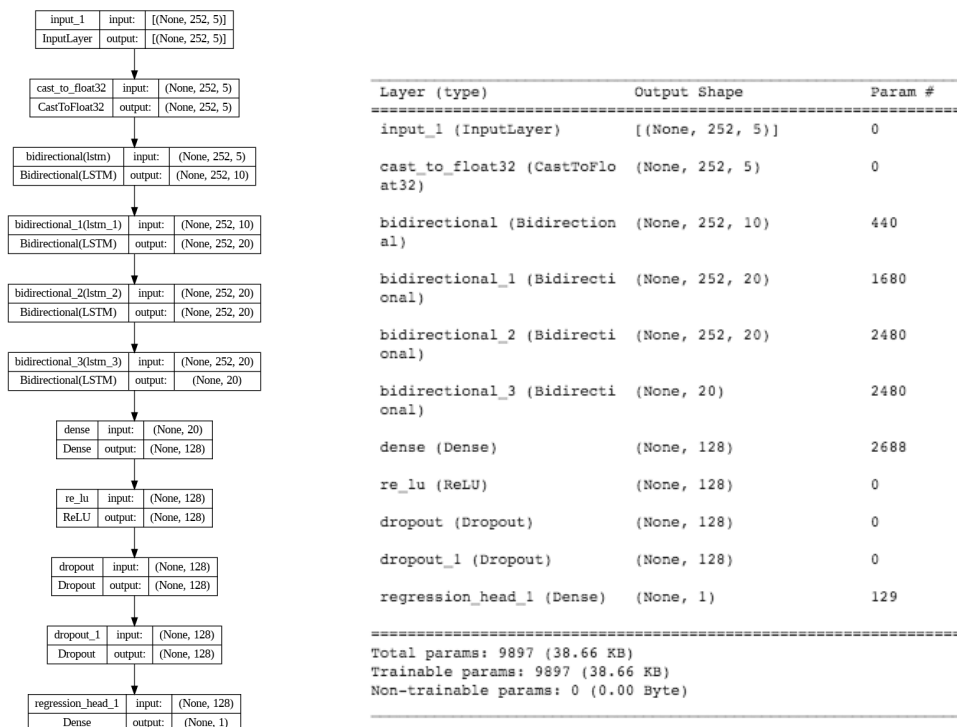 input_1 input: [(None, 252, 5)]
InputLayer output: [(None, 252, 5)]
cast_to_float32 input: (None, 252, 5)
CastToFloat32 output: (None, 252, 5)
bidirectional(lstm) input: (None, 252, 5)
Bidirectional(LSTM) output: (None, 252, 10)
bidirectional_1(lstm_1) input: (None, 252, 10)
Bidirectional(LSTM) output: (None, 252, 20)
bidirectional_2(lstm_2) input: (None, 252, 20)
Bidirectional(LSTM) output: (None, 252, 20)
bidirectional_3(lstm_3) input: (None, 252, 20)
Bidirectional(LSTM) output: (None, 20)
dense input: (None, 20)
Dense output: (None, 128)
re_lu input: (None, 128)
ReLU output: (None, 128)
dropout input: (None, 128)
Dropout output: (None, 128)
dropout_1 input: (None, 128)
Dropout output: (None, 128)
regression_head_1 input: (None, 128)
Dense output: (None, 1)
Layer (type) Output Shape Param #
input_1 (InputLayer) [(None, 252, 5)] 0
cast_to_float32 (CastToFlo (None, 252, 5) 0
at32)
bidirectional (Bidirection (None, 252, 10) 440
al)
bidirectional_1 (Bidirecti (None, 252, 20) 1680
onal)
bidirectional_2 (Bidirecti (None, 252, 20) 2480
onal)
bidirectional_3 (Bidirecti (None, 20) 2480
onal)
dense (Dense) (None, 128) 2688
re_lu (ReLU) (None, 128) 0
dropout (Dropout) (None, 128) 0
dropout_1 (Dropout) (None, 128) 0
regression_head_1 (Dense) (None, 1) 129
Total params: 9897 (38.66 KB)
Trainable params: 9897 (38.66 KB)
Non-trainable params: 0 (0.00 Byte)